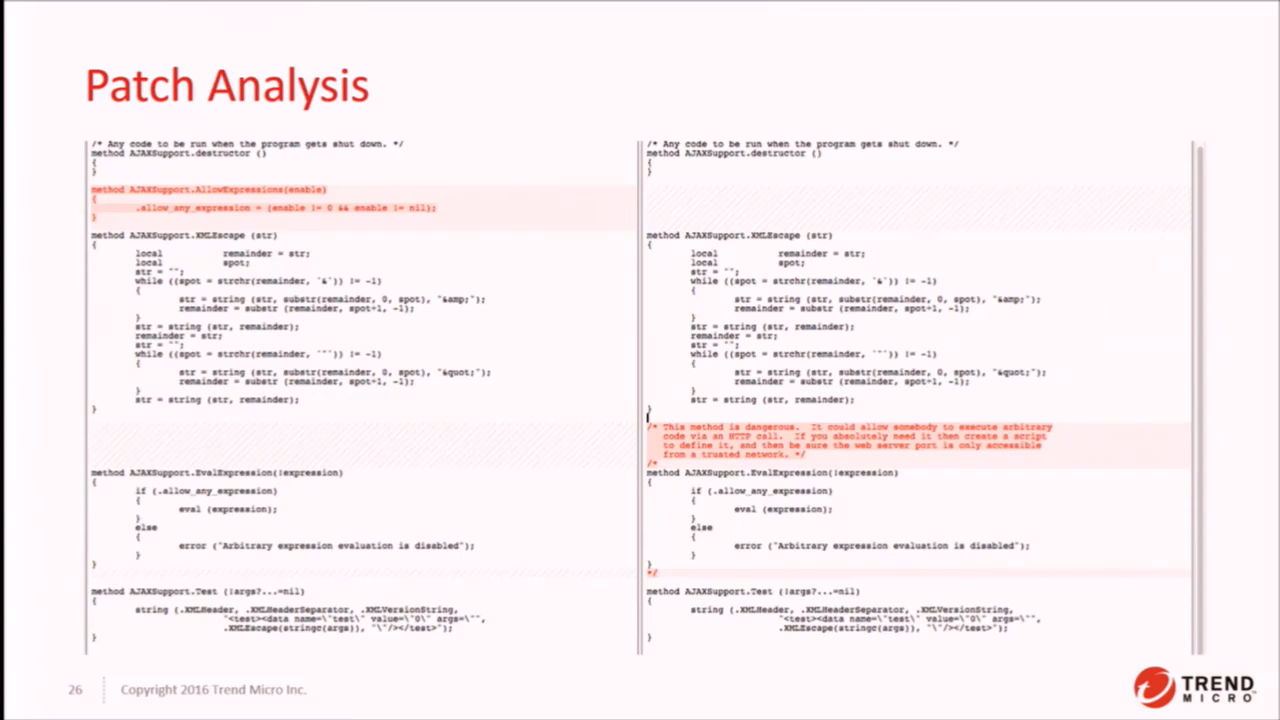 Patch Analysis
/* Any code to be run when the program gets shut down. */
method AJAXSupport.destructor ()
{
}
method AJAXSupport.AllowExpressions(enable)
{
.allow_any_expression = (enable != 0 && enable != nil);
}
method AJAXSupport.XMLEscape (str)
{
local remainder = str;
local spot;
str = "";
while ((spot = strchr(remainder, '&')) != -1)
{
str = string (str, substr(remainder, 0, spot), "&amp;");
remainder = substr (remainder, spot+1, -1);
}
str = string (str, remainder);
remainder = str;
str = "";
while ((spot = strchr(remainder, '"')) != -1)
{
str = string (str, substr(remainder, 0, spot), "&quot;");
remainder = substr (remainder, spot+1, -1);
}
str = string (str, remainder);
}
method AJAXSupport.EvalExpression(!expression)
{
if (.allow_any_expression)
{
eval (expression);
}
else
{
error ("Arbitrary expression evaluation is disabled");
}
}
method AJAXSupport.Test (!args?...=nil)
{
string (.XMLHeader, .XMLHeaderSeparator, .XMLVersionString,
"<test><data name=\"test\" value=\"0\" args=\"",
.XMLEscape(stringc(args)), "\"/></test>");
}
/* Any code to be run when the program gets shut down. */
method AJAXSupport.destructor ()
{
}
method AJAXSupport.XMLEscape (str)
{
local remainder = str;
local spot;
str = "";
while ((spot = strchr(remainder, '&')) != -1)
{
str = string (str, substr(remainder, 0, spot), "&amp;");
remainder = substr (remainder, spot+1, -1);
}
str = string (str, remainder);
remainder = str;
str = "";
while ((spot = strchr(remainder, '"')) != -1)
{
str = string (str, substr(remainder, 0, spot), "&quot;");
remainder = substr (remainder, spot+1, -1);
}
str = string (str, remainder);
}
/* This method is dangerous. It could allow somebody to execute arbitrary
code via an HTTP call. If you absolutely need it then create a script
to define it, and then be sure the web server port is only accessible
from a trusted network. */
/*
method AJAXSupport.EvalExpression(!expression)
{
if (.allow_any_expression)
{
eval (expression);
}
else
{
error ("Arbitrary expression evaluation is disabled");
}
}
*/
method AJAXSupport.Test (!args?...=nil)
{
string (.XMLHeader, .XMLHeaderSeparator, .XMLVersionString,
"<test><data name=\"test\" value=\"0\" args=\"",
.XMLEscape(stringc(args)), "\"/></test>");
}
26
Copyright 2016 Trend Micro Inc.
TREND
MICRO